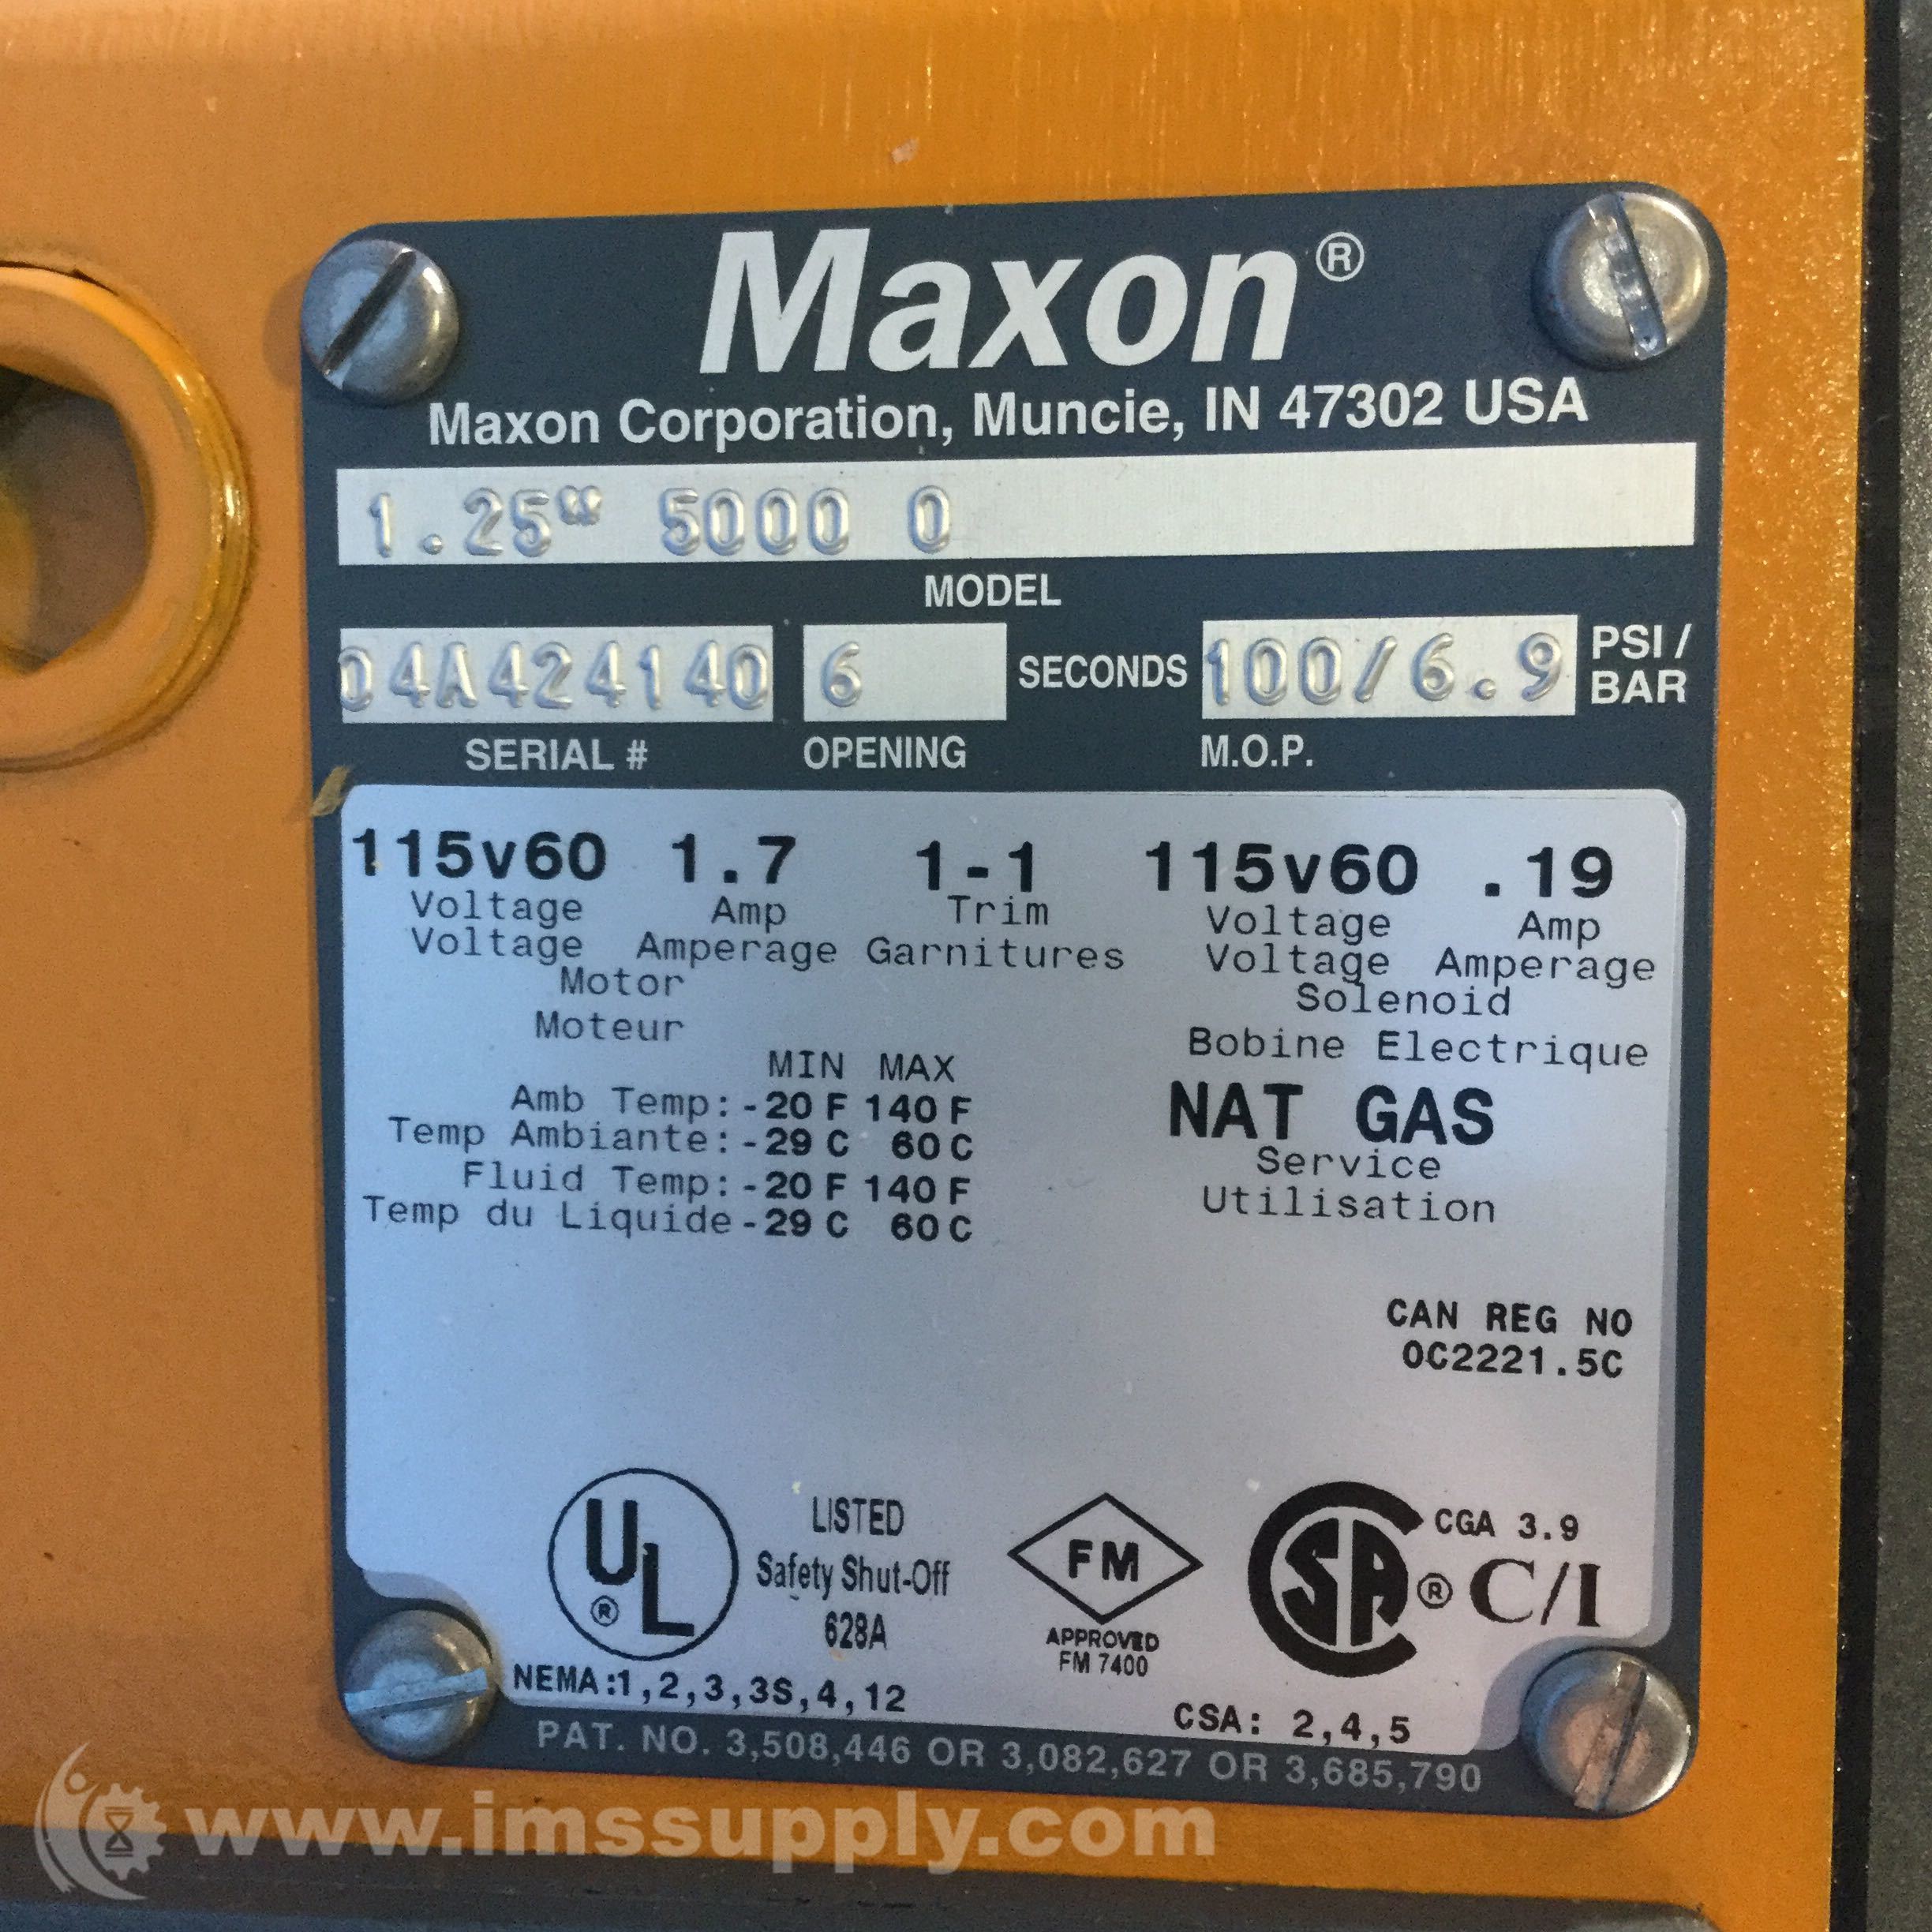 Maxon®
Maxon Corporation, Muncie, IN 47302 USA
1.25" 5000 O
MODEL
04A424140 6 SECONDS 100/6.9 PSI/
BAR
SERIAL # OPENING M.O.P.
115v60 1.7 1-1 115v60 .19
Voltage Amp Trim Voltage Amp
Voltage Amperage Garnitures Voltage Amperage
Motor Solenoid
Moteur Bobine Electrique
MIN MAX
Amb Temp: -20 F 140 F
Temp Ambiante: -29 C 60 C
Fluid Temp: -20 F 140 F
Temp du Liquide -29 C 60 C
NAT GAS
Service
Utilisation
CAN REG NO
0C2221.5C
UL ®
LISTED
Safety Shut-Off
628A
FM
APPROVED
FM 7400
CSA ® CGA 3.9
C/I
NEMA:1,2,3,3S,4,12
CSA: 2,4,5
PAT. NO. 3,508,446 OR 3,082,627 OR 3,685,790
www.imssupply.com